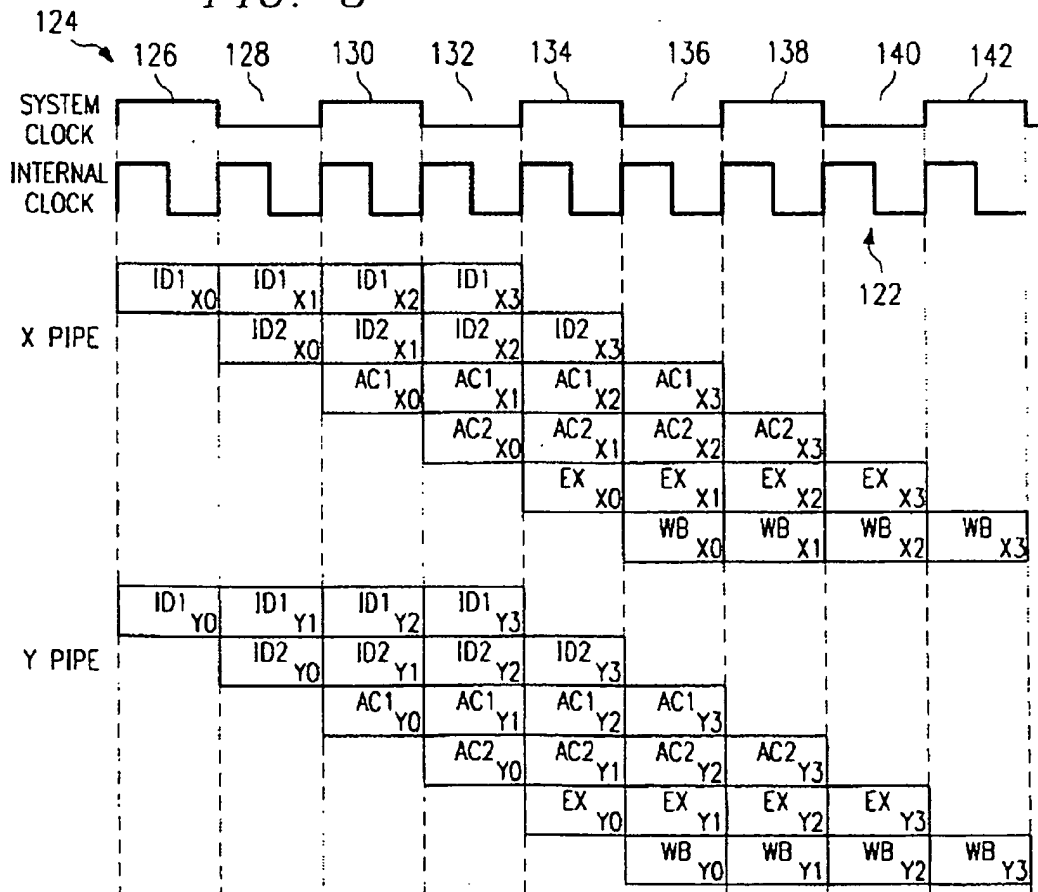 124
126 128 130 132 134 136 138 140 142
SYSTEM
CLOCK
INTERNAL
CLOCK
122
X PIPE
ID1 X0 ID1 X1 ID1 X2 ID1 X3
ID2 X0 ID2 X1 ID2 X2 ID2 X3
AC1 X0 AC1 X1 AC1 X2 AC1 X3
AC2 X0 AC2 X1 AC2 X2 AC2 X3
EX X0 EX X1 EX X2 EX X3
WB X0 WB X1 WB X2 WB X3
Y PIPE
ID1 Y0 ID1 Y1 ID1 Y2 ID1 Y3
ID2 Y0 ID2 Y1 ID2 Y2 ID2 Y3
AC1 Y0 AC1 Y1 AC1 Y2 AC1 Y3
AC2 Y0 AC2 Y1 AC2 Y2 AC2 Y3
EX Y0 EX Y1 EX Y2 EX Y3
WB Y0 WB Y1 WB Y2 WB Y3